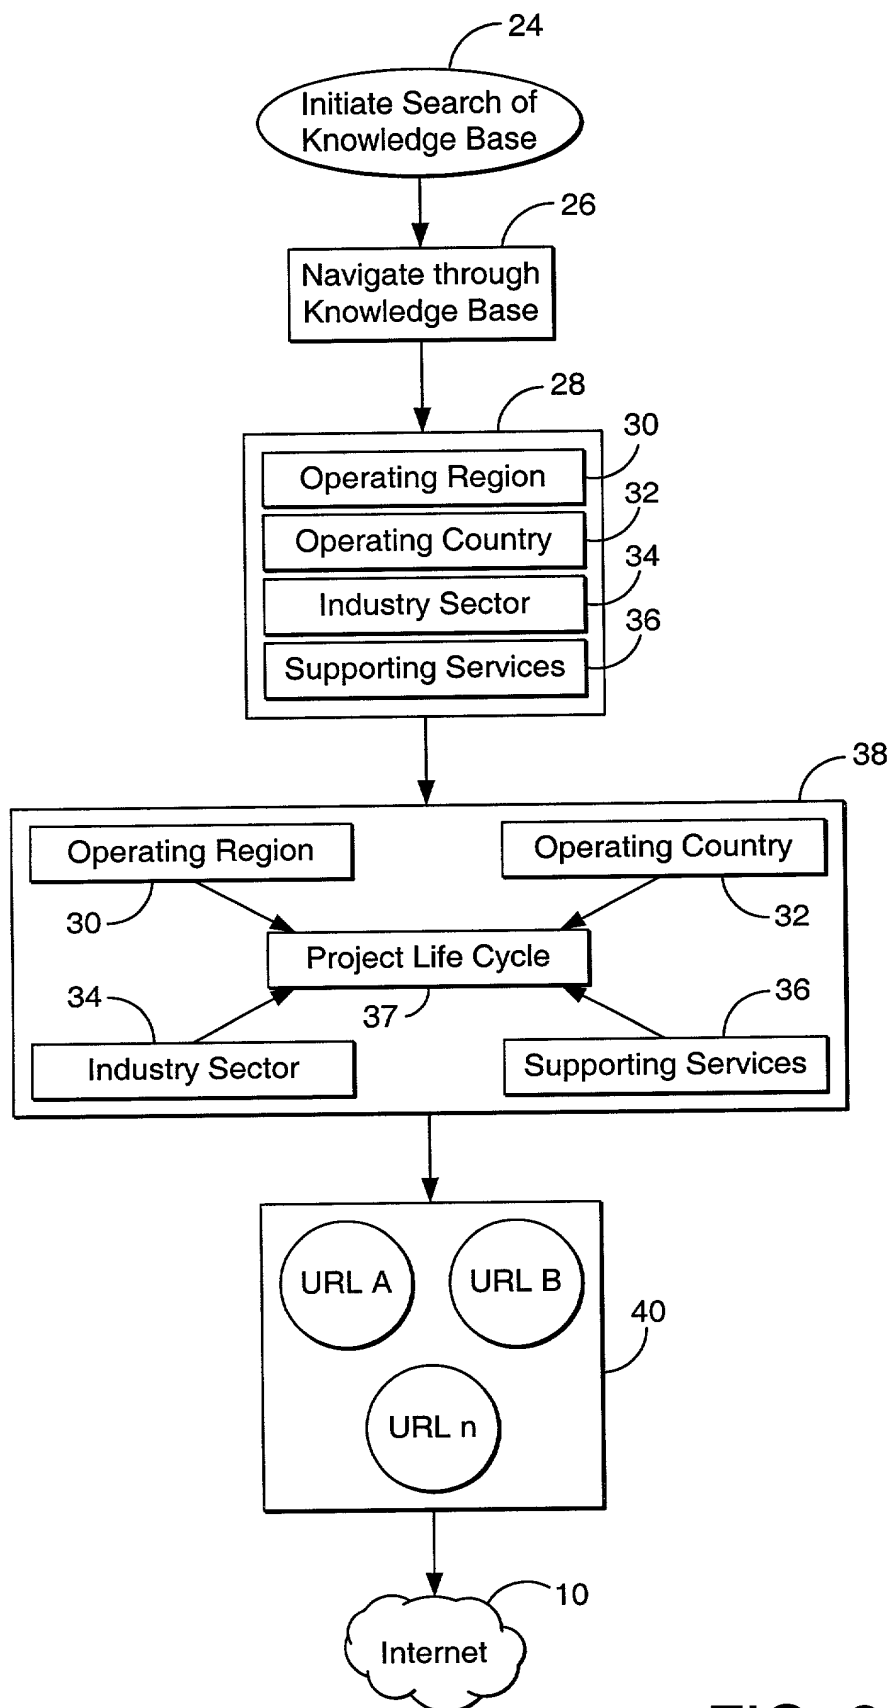 24
Initiate Search of
Knowledge Base
26
Navigate through
Knowledge Base
28
30
Operating Region
32
Operating Country
34
Industry Sector
36
Supporting Services
38
Operating Region
Operating Country
30
32
Project Life Cycle
34
37
36
Industry Sector
Supporting Services
URL A
URL B
40
URL n
10
Internet